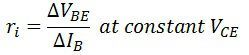 r_i = ΔV_BE / ΔI_B at constant V_CE